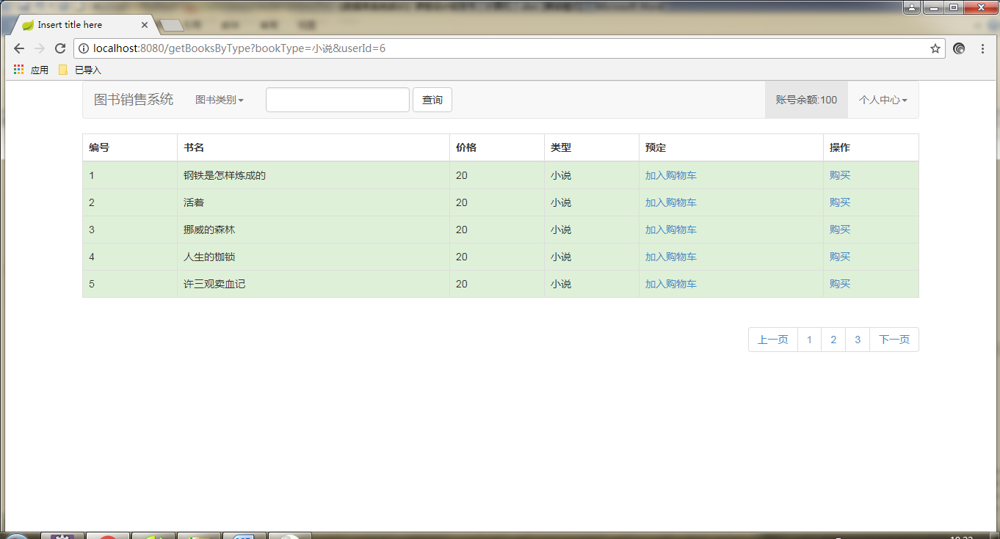 Insert title here
localhost:8080/getBooksByType?bookType=小说&userId=6
应用 已导入
图书销售系统 图书类别 查询 账号余额:100 个人中心
编号 书名 价格 类型 预定 操作
1 钢铁是怎样炼成的 20 小说 加入购物车 购买
2 活着 20 小说 加入购物车 购买
3 挪威的森林 20 小说 加入购物车 购买
4 人生的枷锁 20 小说 加入购物车 购买
5 许三观卖血记 20 小说 加入购物车 购买
上一页 1 2 3 下一页